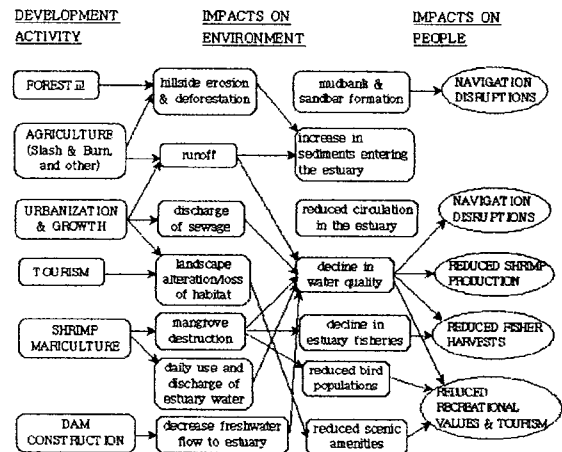 DEVELOPMENT
ACTIVITY
IMPACTS ON
ENVIRONMENT
IMPACTS ON
PEOPLE
FOREST
hillside erosion
& deforestation
mudbank &
sandbar formation
NAVIGATION
DISRUPTIONS
AGRICULTURE
(Slash & Burn,
and other)
runoff
increase in
sediments entering
the estuary
URBANIZATION
& GROWTH
discharge
of sewage
reduced circulation
in the estuary
NAVIGATION
DISRUPTIONS
TOURISM
landscape
alteration/loss
of habitat
decline in
water quality
REDUCED SHRIMP
PRODUCTION
SHRIMP
MARICULTURE
mangrove
destruction
decline in
estuary fisheries
REDUCED FISHER
HARVESTS
daily use and
discharge of
estuary water
reduced bird
populations
REDUCED
RECREATIONAL
VALUES & TOURISM
DAM
CONSTRUCTION
decrease freshwater
flow to estuary
reduced scenic
amenities